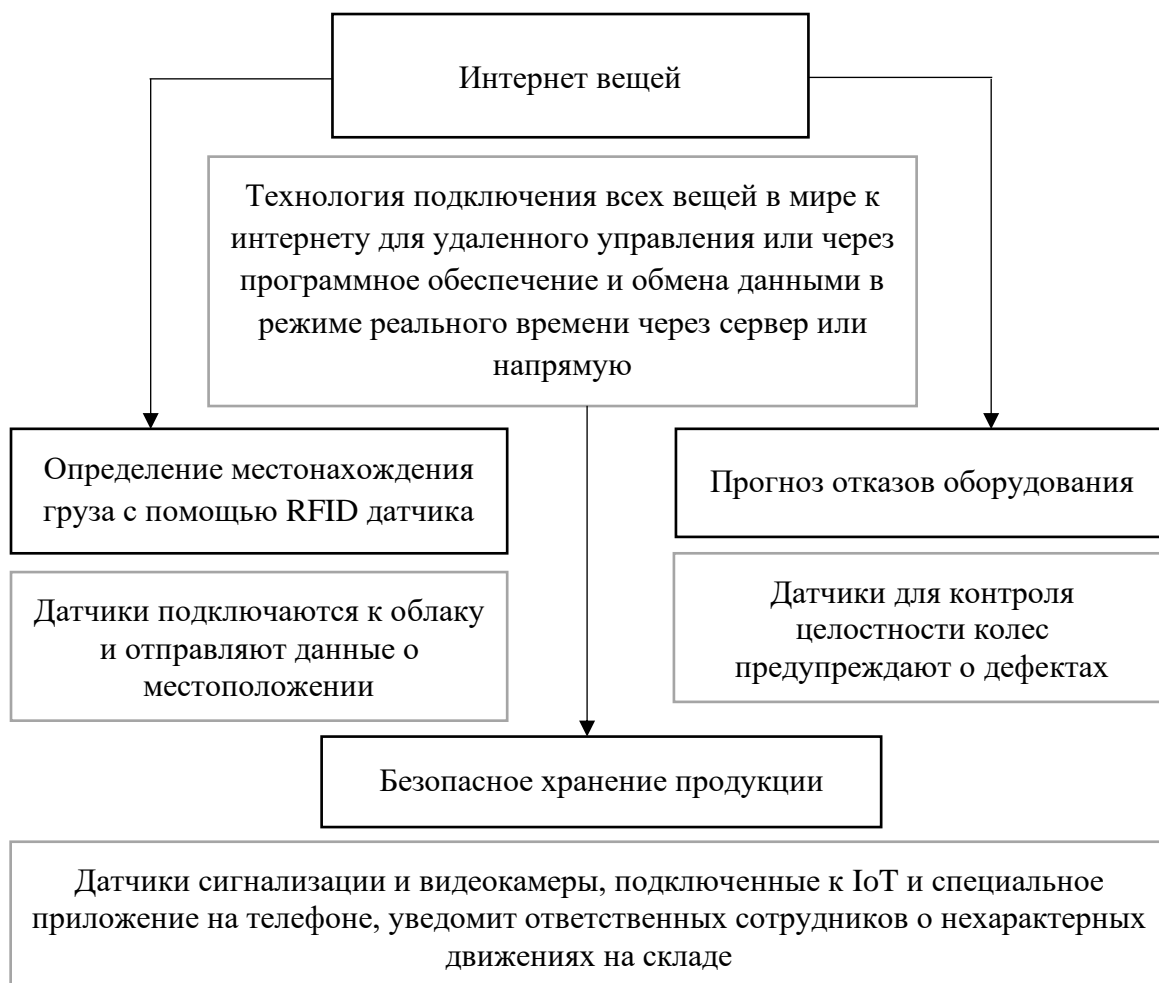 Интернет вещей
Технология подключения всех вещей в мире к
интернету для удаленного управления или через
программное обеспечение и обмена данными в
режиме реального времени через сервер или
напрямую
Определение местонахождения
груза с помощью RFID датчика
Датчики подключаются к облаку
и отправляют данные о
местоположении
Прогноз отказов оборудования
Датчики для контроля
целостности колес
предупреждают о дефектах
Безопасное хранение продукции
Датчики сигнализации и видеокамеры, подключенные к IoT и специальное
приложение на телефоне, уведомит ответственных сотрудников о нехарактерных
движениях на складе